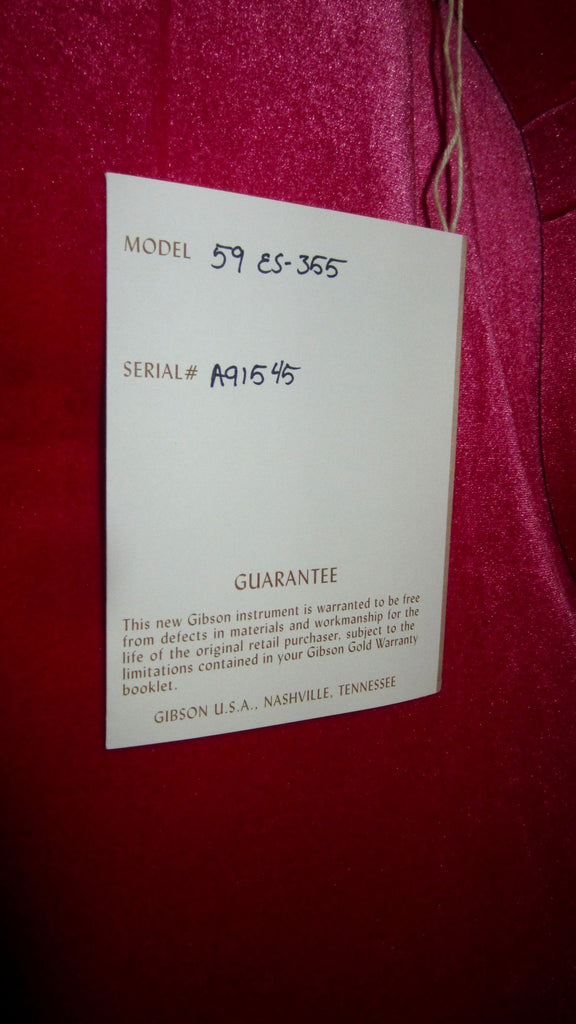 MODEL 59 ES-355
SERIAL# A91545
GUARANTEE
This new Gibson instrument is warranted to be free
from defects in materials and workmanship for the
life of the original retail purchaser, subject to the
limitations contained in your Gibson Gold Warranty
booklet.
GIBSON U.S.A., NASHVILLE, TENNESSEE